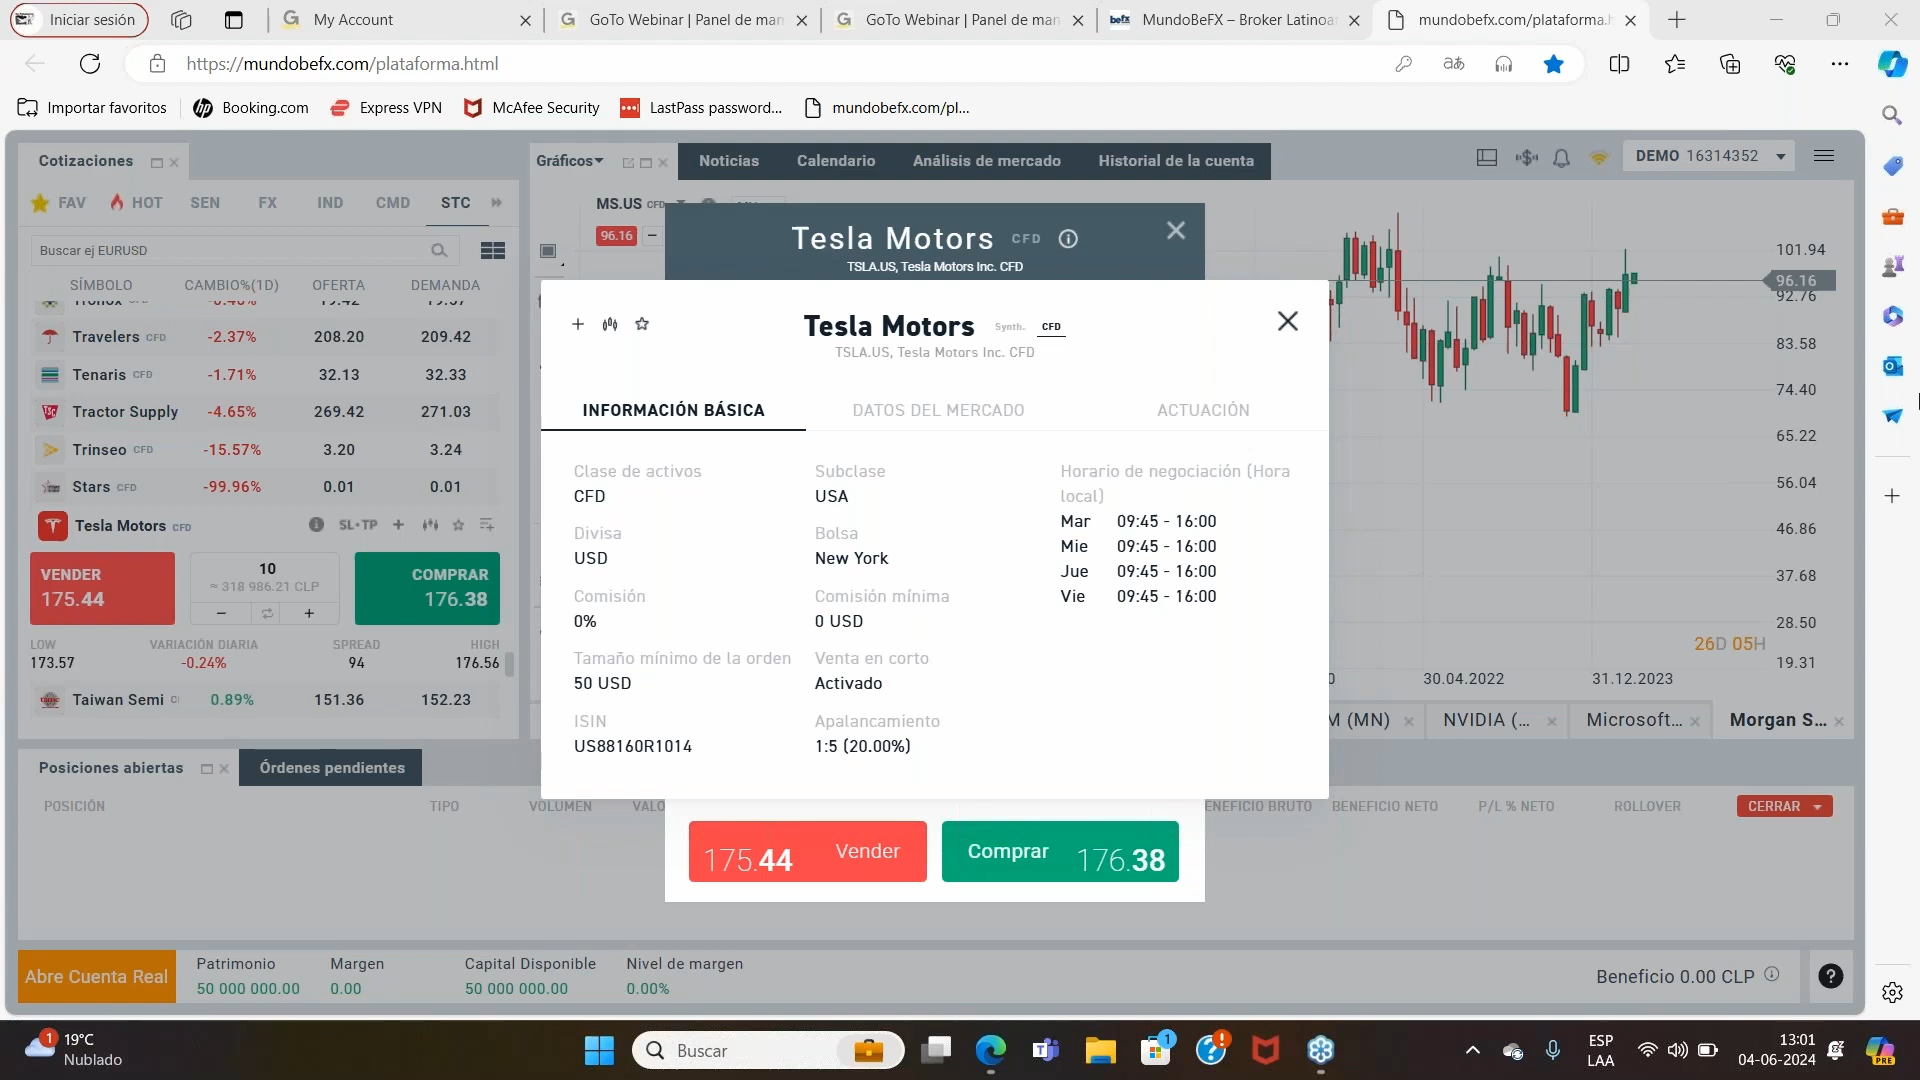 Iniciar sesión
My Account
GoTo Webinar | Panel de man
GoTo Webinar | Panel de man
befx
MundoBeFX – Broker Latinoar
mundobefx.com/plataforma.h
https://mundobefx.com/plataforma.html
Importar favoritos
Booking.com
Express VPN
McAfee Security
LastPass password...
mundobefx.com/pl...
Cotizaciones
Gráficos
Noticias
Calendario
Análisis de mercado
Historial de la cuenta
DEMO 16314352
FAV
HOT
SEN
FX
IND
CMD
STC
Buscar ej EURUSD
SÍMBOLO CAMBIO%(1D) OFERTA DEMANDA
Travelers CFD -2.37% 208.20 209.42
Tenaris CFD -1.71% 32.13 32.33
Tractor Supply -4.65% 269.42 271.03
Trinseo CFD -15.57% 3.20 3.24
Stars CFD -99.96% 0.01 0.01
Tesla Motors CFD SL+TP
VENDER
175.44
10
≈ 318 986.21 CLP
COMPRAR
176.38
LOW VARIACIÓN DIARIA SPREAD HIGH
173.57 -0.24% 94 176.56
Taiwan Semi 0.89% 151.36 152.23
MS.US CFD
96.16
Tesla Motors CFD
TSLA.US, Tesla Motors Inc. CFD
Tesla Motors Synth. CFD
TSLA.US, Tesla Motors Inc. CFD
INFORMACIÓN BÁSICA
DATOS DEL MERCADO
ACTUACIÓN
Clase de activos
CFD
Subclase
USA
Divisa
USD
Bolsa
New York
Comisión
0%
Comisión mínima
0 USD
Tamaño mínimo de la orden
50 USD
Venta en corto
Activado
ISIN
US88160R1014
Apalancamiento
1:5 (20.00%)
Horario de negociación (Hora
local)
Mar 09:45 - 16:00
Mie 09:45 - 16:00
Jue 09:45 - 16:00
Vie 09:45 - 16:00
175.44 Vender
Comprar 176.38
101.94
96.16
92.76
83.58
74.40
65.22
56.04
46.86
37.68
28.50
19.31
26D 05H
30.04.2022
31.12.2023
M (MN)
NVIDIA (...
Microsoft...
Morgan S...
Posiciones abiertas
Órdenes pendientes
POSICIÓN TIPO VOLUMEN VALO ENEFICIO BRUTO BENEFICIO NETO P/L % NETO ROLLOVER CERRAR
Abre Cuenta Real
Patrimonio
50 000 000.00
Margen
0.00
Capital Disponible
50 000 000.00
Nivel de margen
0.00%
Beneficio 0.00 CLP
1
19°C
Nublado
Buscar
1
ESP
LAA
13:01
04-06-2024
PRE